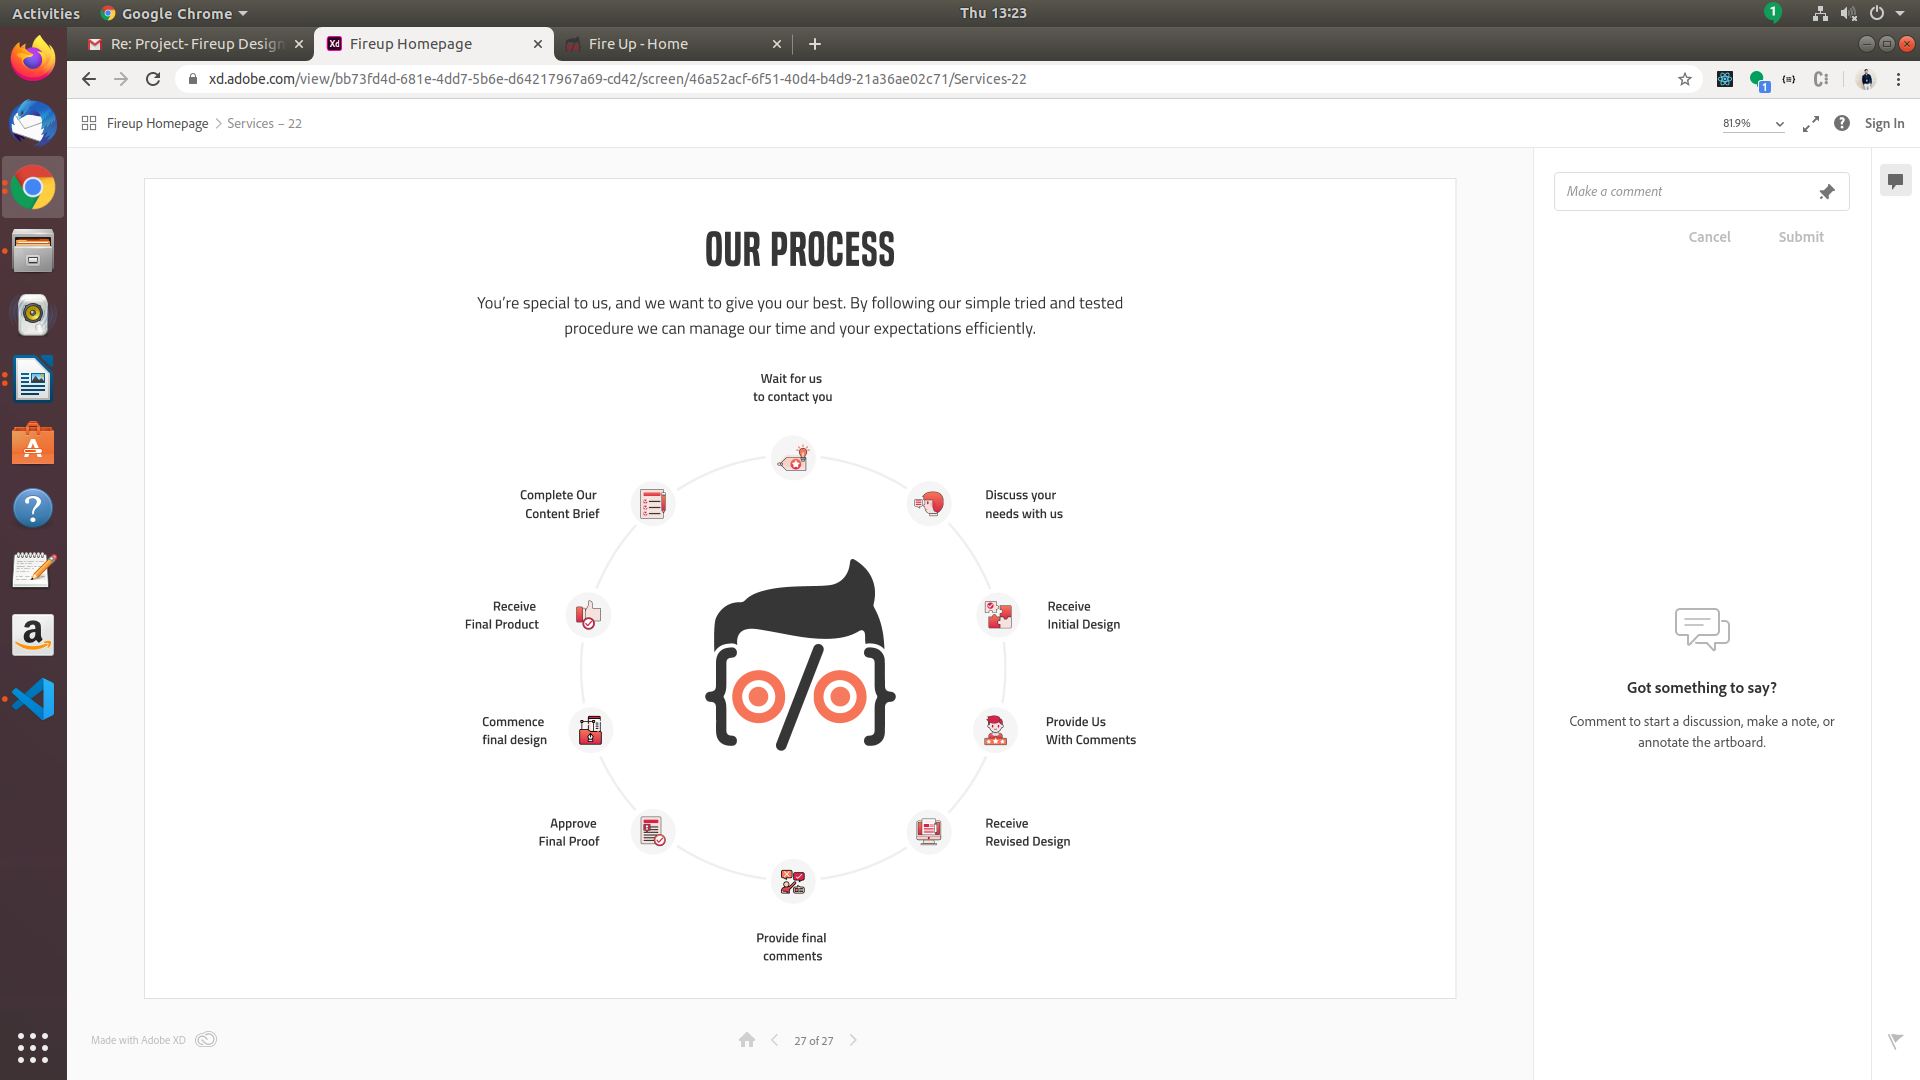 Activities
Google Chrome
Thu 13:23
1
Re: Project- Fireup Design
Xd
Fireup Homepage
Fire Up - Home
xd.adobe.com/view/bb73fd4d-681e-4dd7-5b6e-d64217967a69-cd42/screen/46a52acf-6f51-40d4-b4d9-21a36ae02c71/Services-22
1
Fireup Homepage
Services – 22
81.9%
Sign In
Make a comment
Cancel
Submit
OUR PROCESS
You’re special to us, and we want to give you our best. By following our simple tried and tested
procedure we can manage our time and your expectations efficiently.
Wait for us
to contact you
Complete Our
Content Brief
Discuss your
needs with us
Receive
Final Product
Receive
Initial Design
Commence
final design
Provide Us
With Comments
Approve
Final Proof
Receive
Revised Design
Provide final
comments
Got something to say?
Comment to start a discussion, make a note, or
annotate the artboard.
Made with Adobe XD
27 of 27